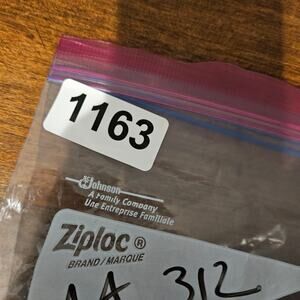 1163
SC Johnson
A Family Company
Une Entreprise Familiale
Ziploc®
BRAND/MARQUE
312